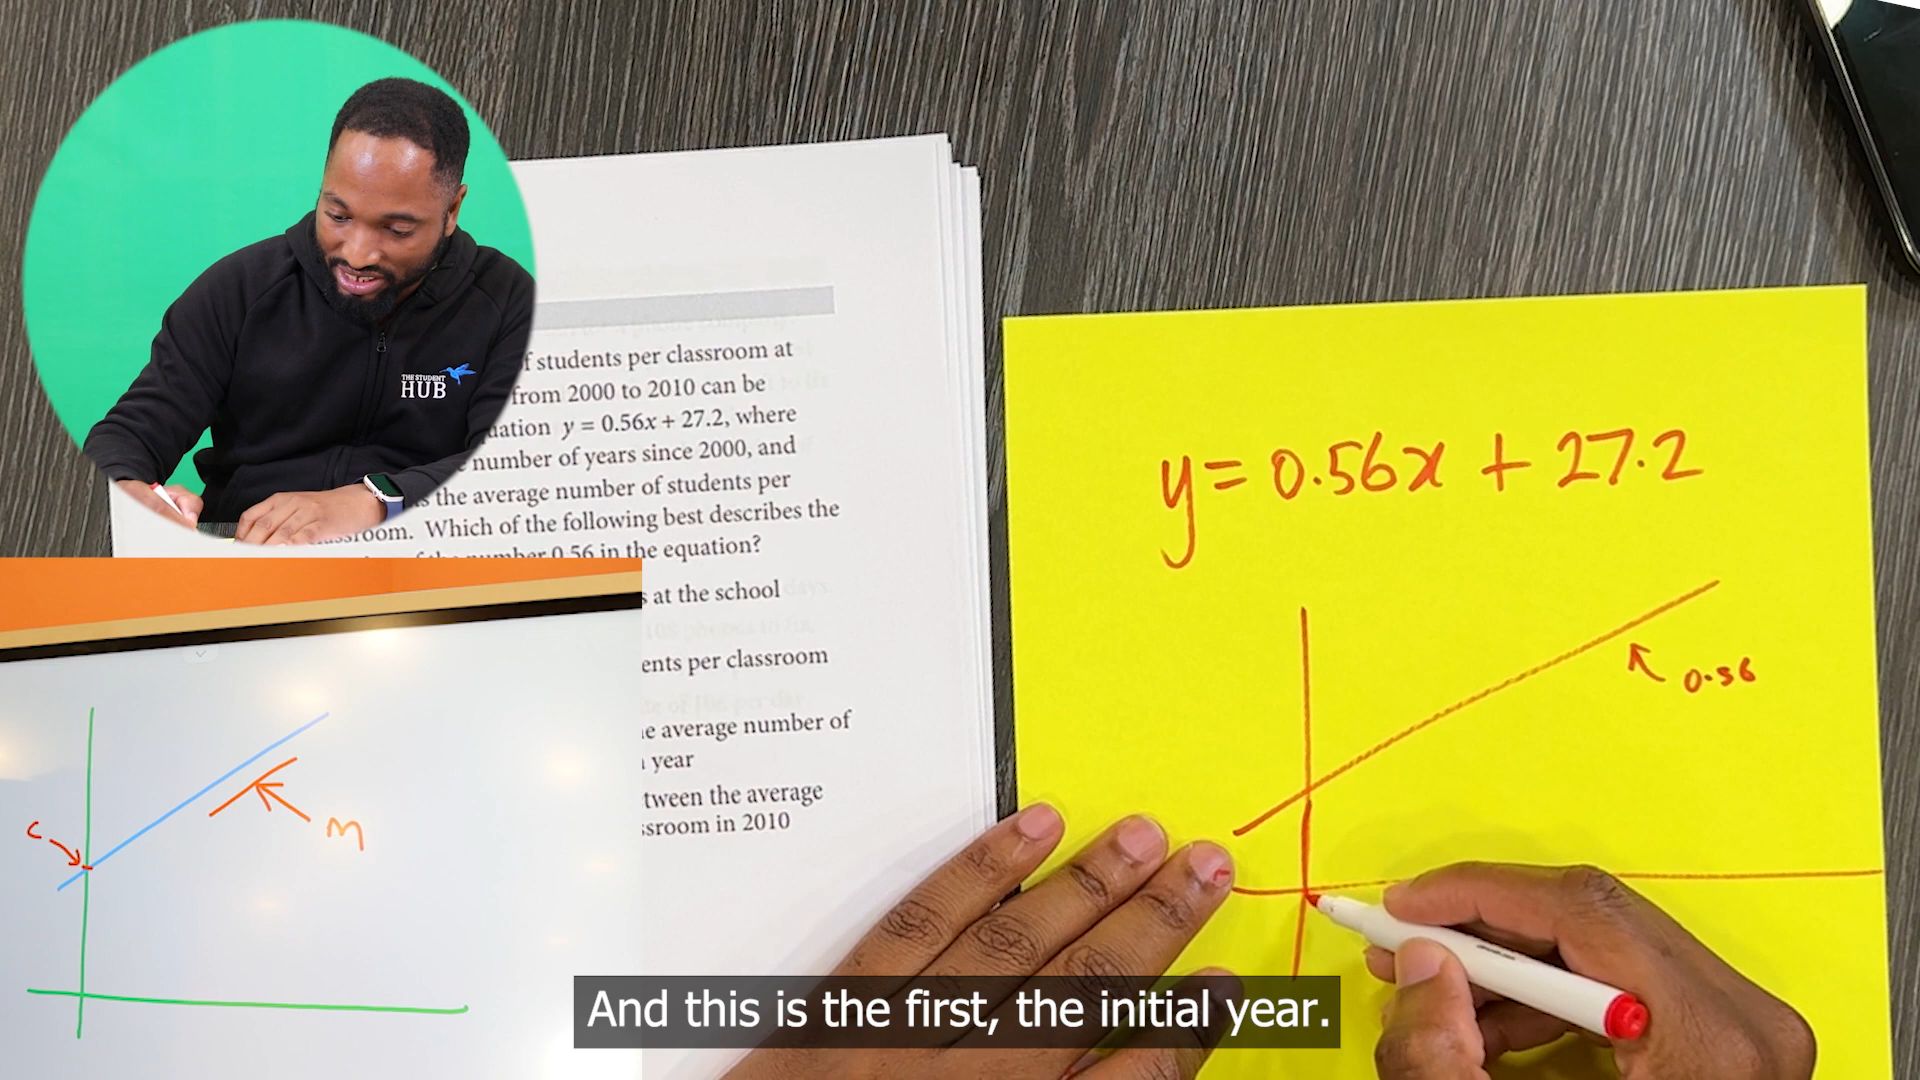 THE STUDENT
HUB
of students per classroom at
from 2000 to 2010 can be
uation y = 0.56x + 27.2, where
number of years since 2000, and
s the average number of students per
assroom. Which of the following best describes the
number 0.56 in the equation?
s at the school
ents per classroom
e average number of
year
tween the average
ssroom in 2010
y = 0.56x + 27.2
0.56
c
m
And this is the first, the initial year.